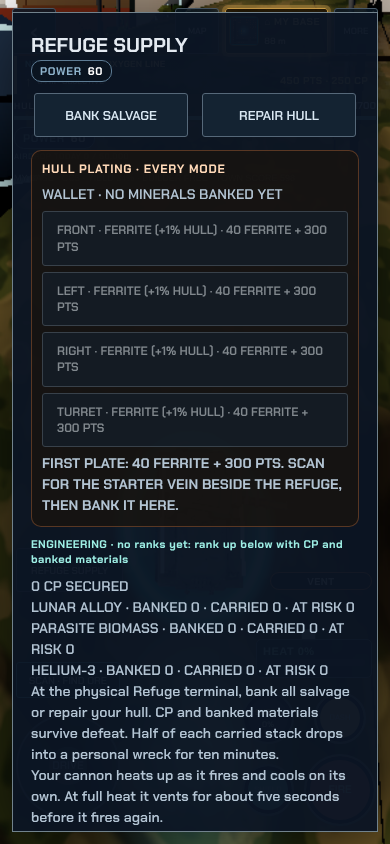 REFUGE SUPPLY
POWER 60
BANK SALVAGE
REPAIR HULL
HULL PLATING · EVERY MODE
WALLET · NO MINERALS BANKED YET
FRONT · FERRITE (+1% HULL) · 40 FERRITE + 300
PTS
LEFT · FERRITE (+1% HULL) · 40 FERRITE + 300
PTS
RIGHT · FERRITE (+1% HULL) · 40 FERRITE + 300
PTS
TURRET · FERRITE (+1% HULL) · 40 FERRITE +
300 PTS
FIRST PLATE: 40 FERRITE + 300 PTS. SCAN
FOR THE STARTER VEIN BESIDE THE REFUGE,
THEN BANK IT HERE.
ENGINEERING · no ranks yet: rank up below with CP and
banked materials
0 CP SECURED
LUNAR ALLOY · BANKED 0 · CARRIED 0 · AT RISK 0
PARASITE BIOMASS · BANKED 0 · CARRIED 0 · AT
RISK 0
HELIUM-3 · BANKED 0 · CARRIED 0 · AT RISK 0
At the physical Refuge terminal, bank all salvage
or repair your hull. CP and banked materials
survive defeat. Half of each carried stack drops
into a personal wreck for ten minutes.
Your cannon heats up as it fires and cools on its
own. At full heat it vents for about five seconds
before it fires again.